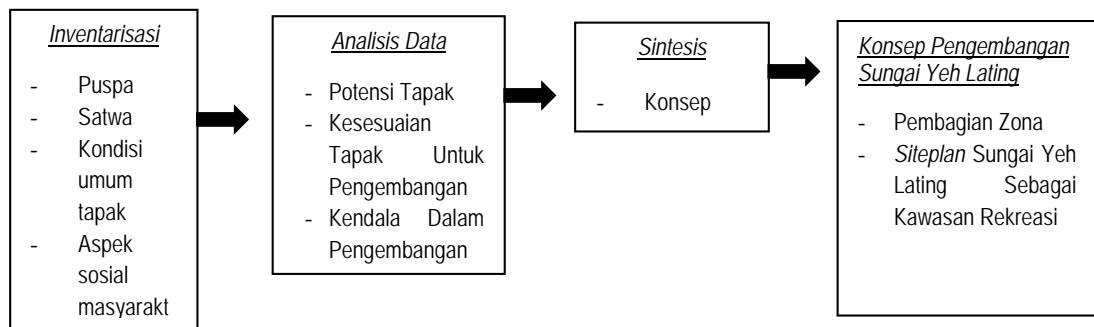 Inventarisasi
- Puspa
- Satwa
- Kondisi
umum
tapak
- Aspek
sosial
masyarakt
Analisis Data
- Potensi Tapak
- Kesesuaian
Tapak Untuk
Pengembangan
- Kendala Dalam
Pengembangan
Sintesis
- Konsep
Konsep Pengembangan
Sungai Yeh Lating
- Pembagian Zona
- Siteplan Sungai Yeh
Lating Sebagai
Kawasan Rekreasi